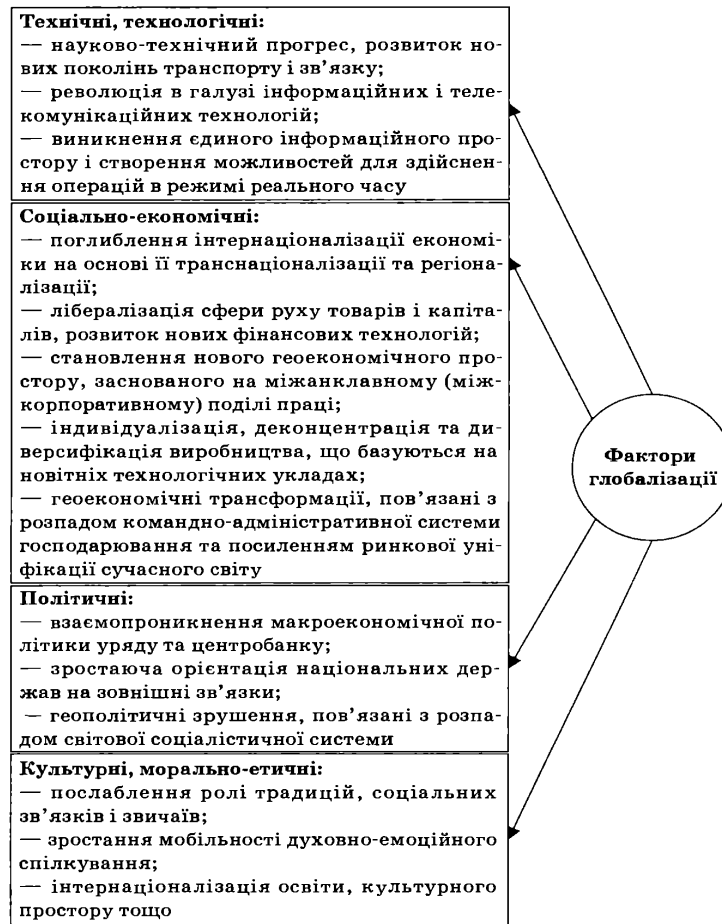 Технічні, технологічні:
— науково-технічний прогрес, розвиток но-
вих поколінь транспорту і зв’язку;
— революція в галузі інформаційних і теле-
комунікаційних технологій;
— виникнення єдиного інформаційного про-
стору і створення можливостей для здійснен-
ня операцій в режимі реального часу
Соціально-економічні:
— поглиблення інтернаціоналізації економі-
ки на основі її транснаціоналізації та регіона-
лізації;
— лібералізація сфери руху товарів і капіта-
лів, розвиток нових фінансових технологій;
— становлення нового геоекономічного про-
стору, заснованого на міжанклавному (між-
корпоративному) поділі праці;
— індивідуалізація, деконцентрація та ди-
версифікація виробництва, що базуються на
новітніх технологічних укладах;
— геоекономічні трансформації, пов’язані з
розпадом командно-адміністративної системи
господарювання та посиленням ринкової уні-
фікації сучасного світу
Політичні:
— взаємопроникнення макроекономічної по-
літики уряду та центробанку;
— зростаюча орієнтація національних дер-
жав на зовнішні зв’язки;
— геополітичні зрушення, пов’язані з розпа-
дом світової соціалістичної системи
Культурні, морально-етичні:
— послаблення ролі традицій, соціальних
зв’язків і звичаїв;
— зростання мобільності духовно-емоційного
спілкування;
— інтернаціоналізація освіти, культурного
простору тощо
Фактори
глобалізації